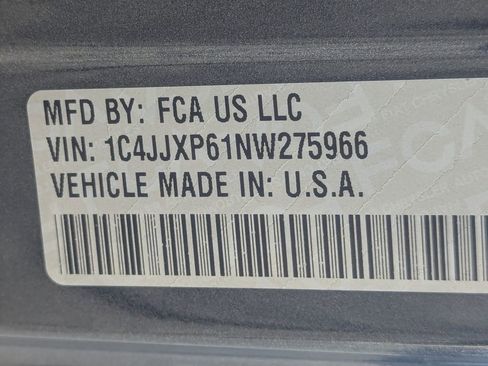 MFD BY: FCA US LLC
VIN: 1C4JJXP61NW275966
VEHICLE MADE IN: U.S.A.